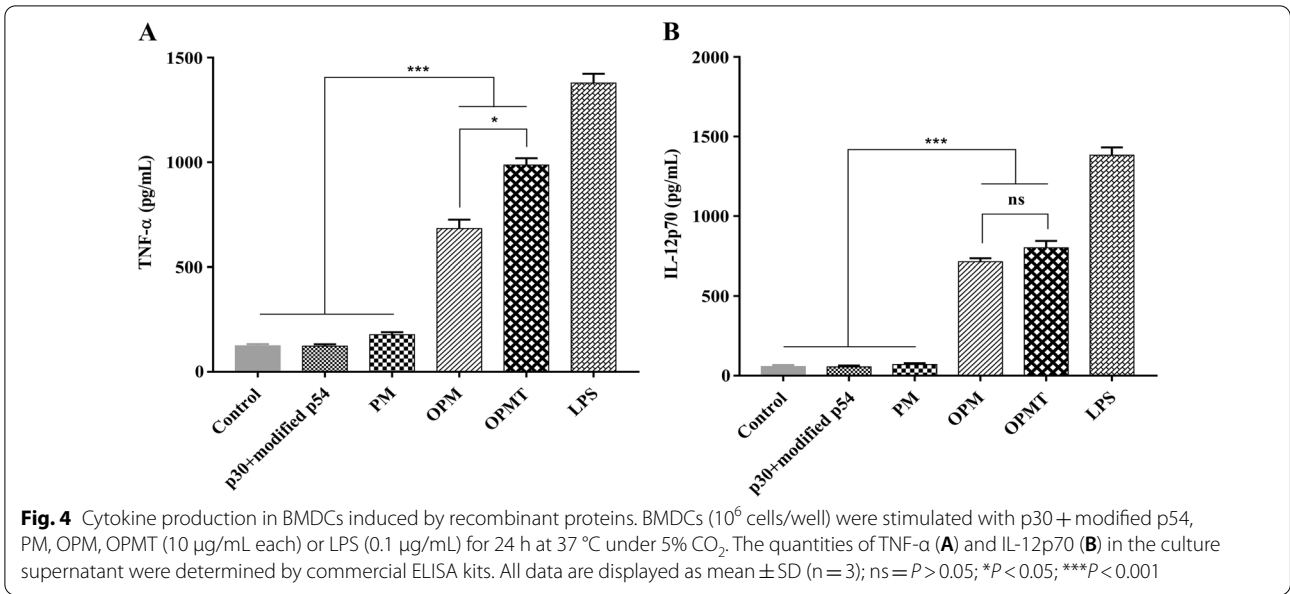 A
1500
1000
500
0
TNF-α (pg/mL)
***
*
Control
p30+modified p54
PM
OPM
OPMT
LPS
B
2000
1500
1000
500
0
IL-12p70 (pg/mL)
***
ns
Control
p30+modified p54
PM
OPM
OPMT
LPS
Fig. 4 Cytokine production in BMDCs induced by recombinant proteins. BMDCs (10⁶ cells/well) were stimulated with p30 + modified p54,
PM, OPM, OPMT (10 μg/mL each) or LPS (0.1 μg/mL) for 24 h at 37 °C under 5% CO₂. The quantities of TNF-α (A) and IL-12p70 (B) in the culture
supernatant were determined by commercial ELISA kits. All data are displayed as mean ± SD (n = 3); ns = P > 0.05; *P < 0.05; ***P < 0.001